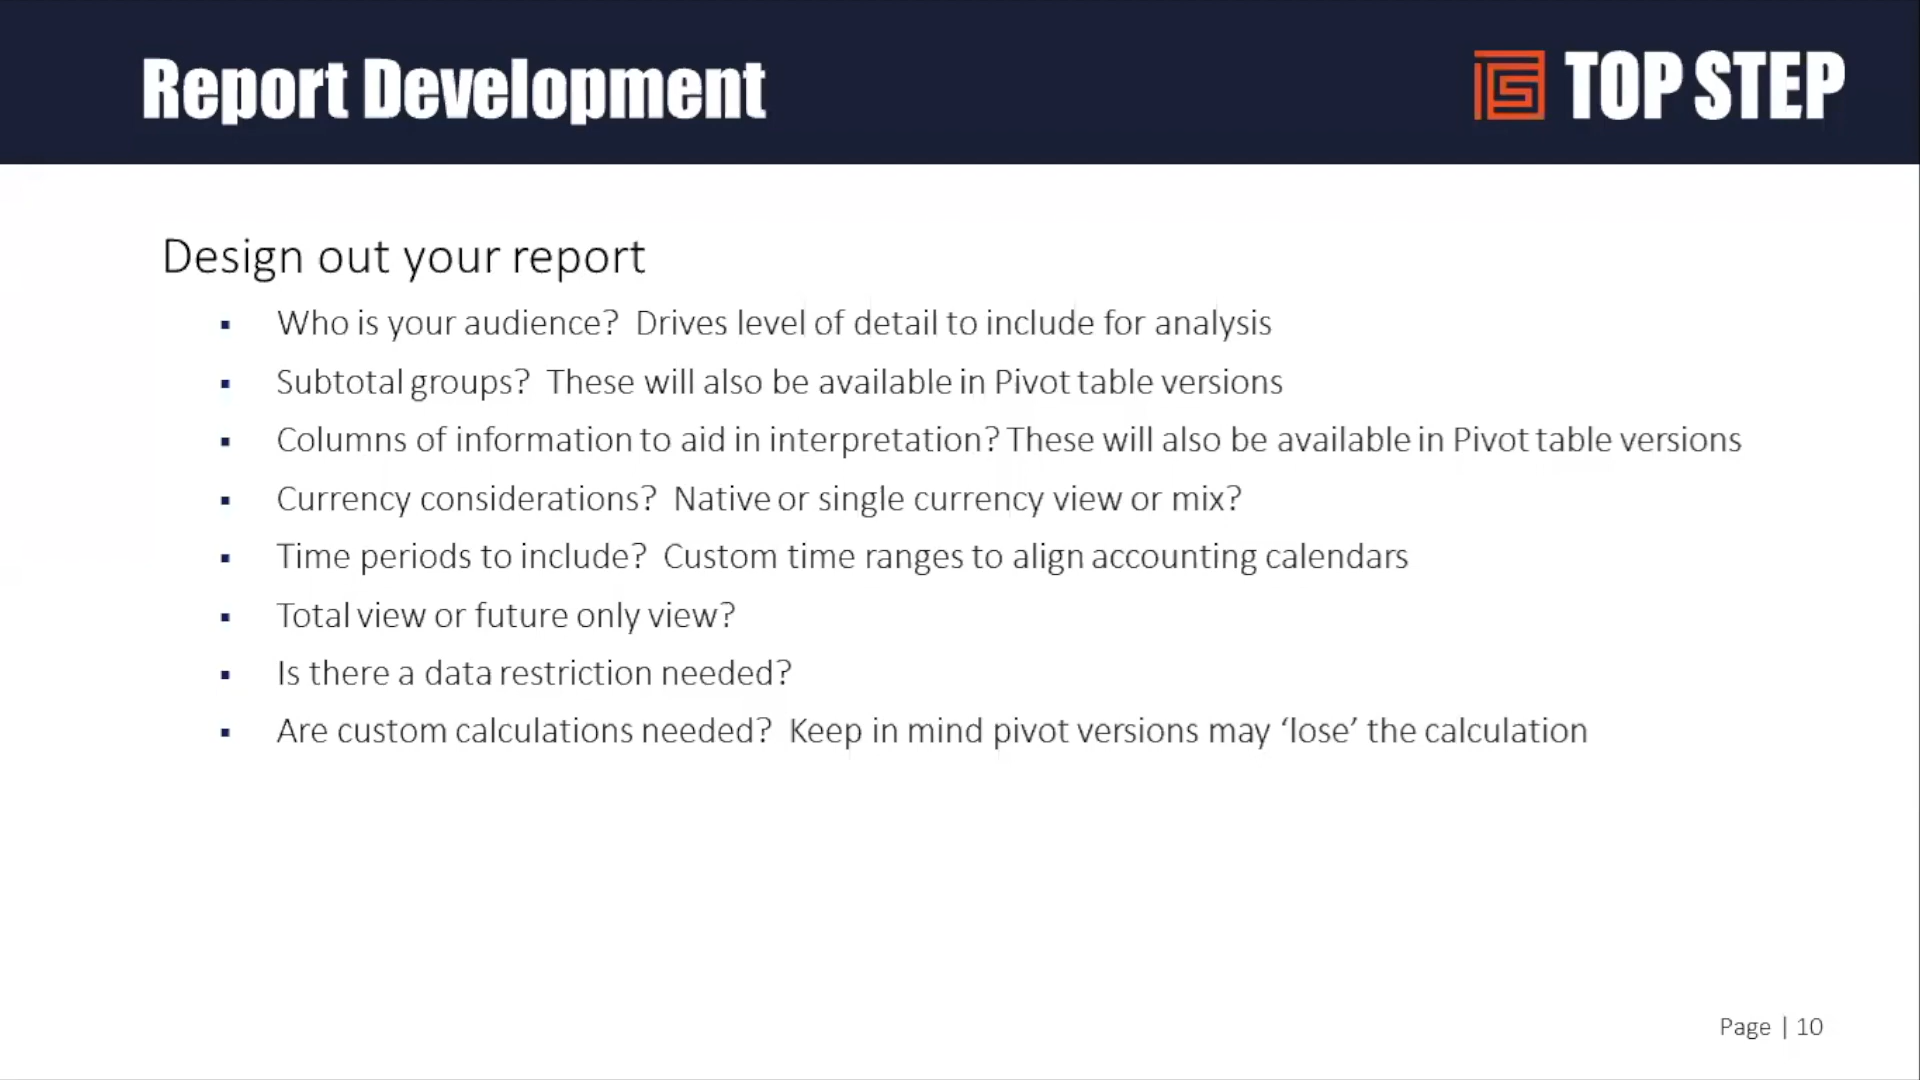 Report Development
TOP STEP
Design out your report
▪ Who is your audience?  Drives level of detail to include for analysis
▪ Subtotal groups?  These will also be available in Pivot table versions
▪ Columns of information to aid in interpretation? These will also be available in Pivot table versions
▪ Currency considerations?  Native or single currency view or mix?
▪ Time periods to include?  Custom time ranges to align accounting calendars
▪ Total view or future only view?
▪ Is there a data restriction needed?
▪ Are custom calculations needed?  Keep in mind pivot versions may ‘lose’ the calculation
Page | 10